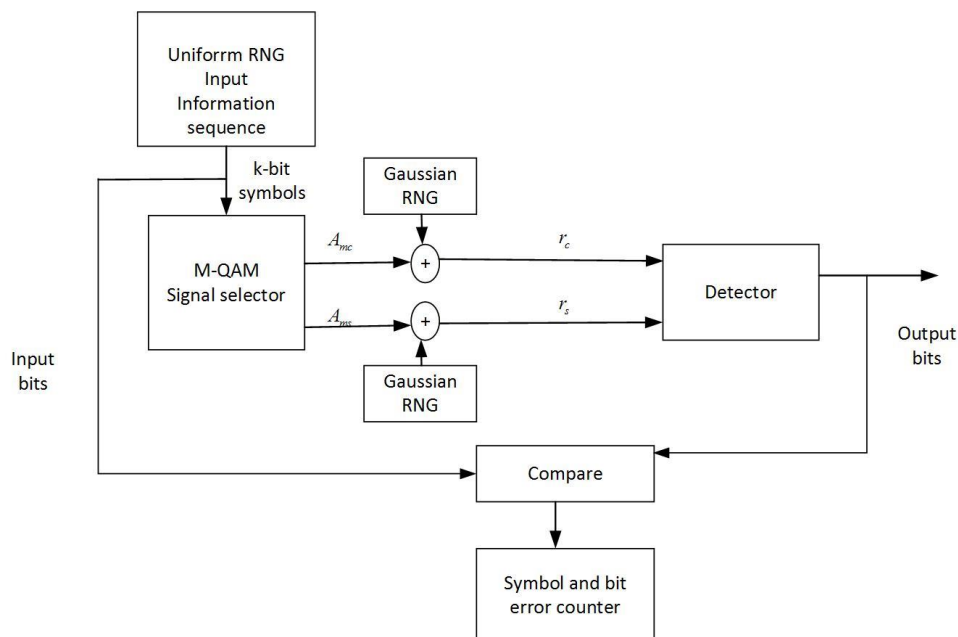 Uniforrm RNG
Input
Information
sequence
k-bit
symbols
Gaussian
RNG
A_mc
r_c
M-QAM
Signal selector
+
Detector
A_ms
r_s
+
Output
bits
Input
bits
Gaussian
RNG
Compare
Symbol and bit
error counter